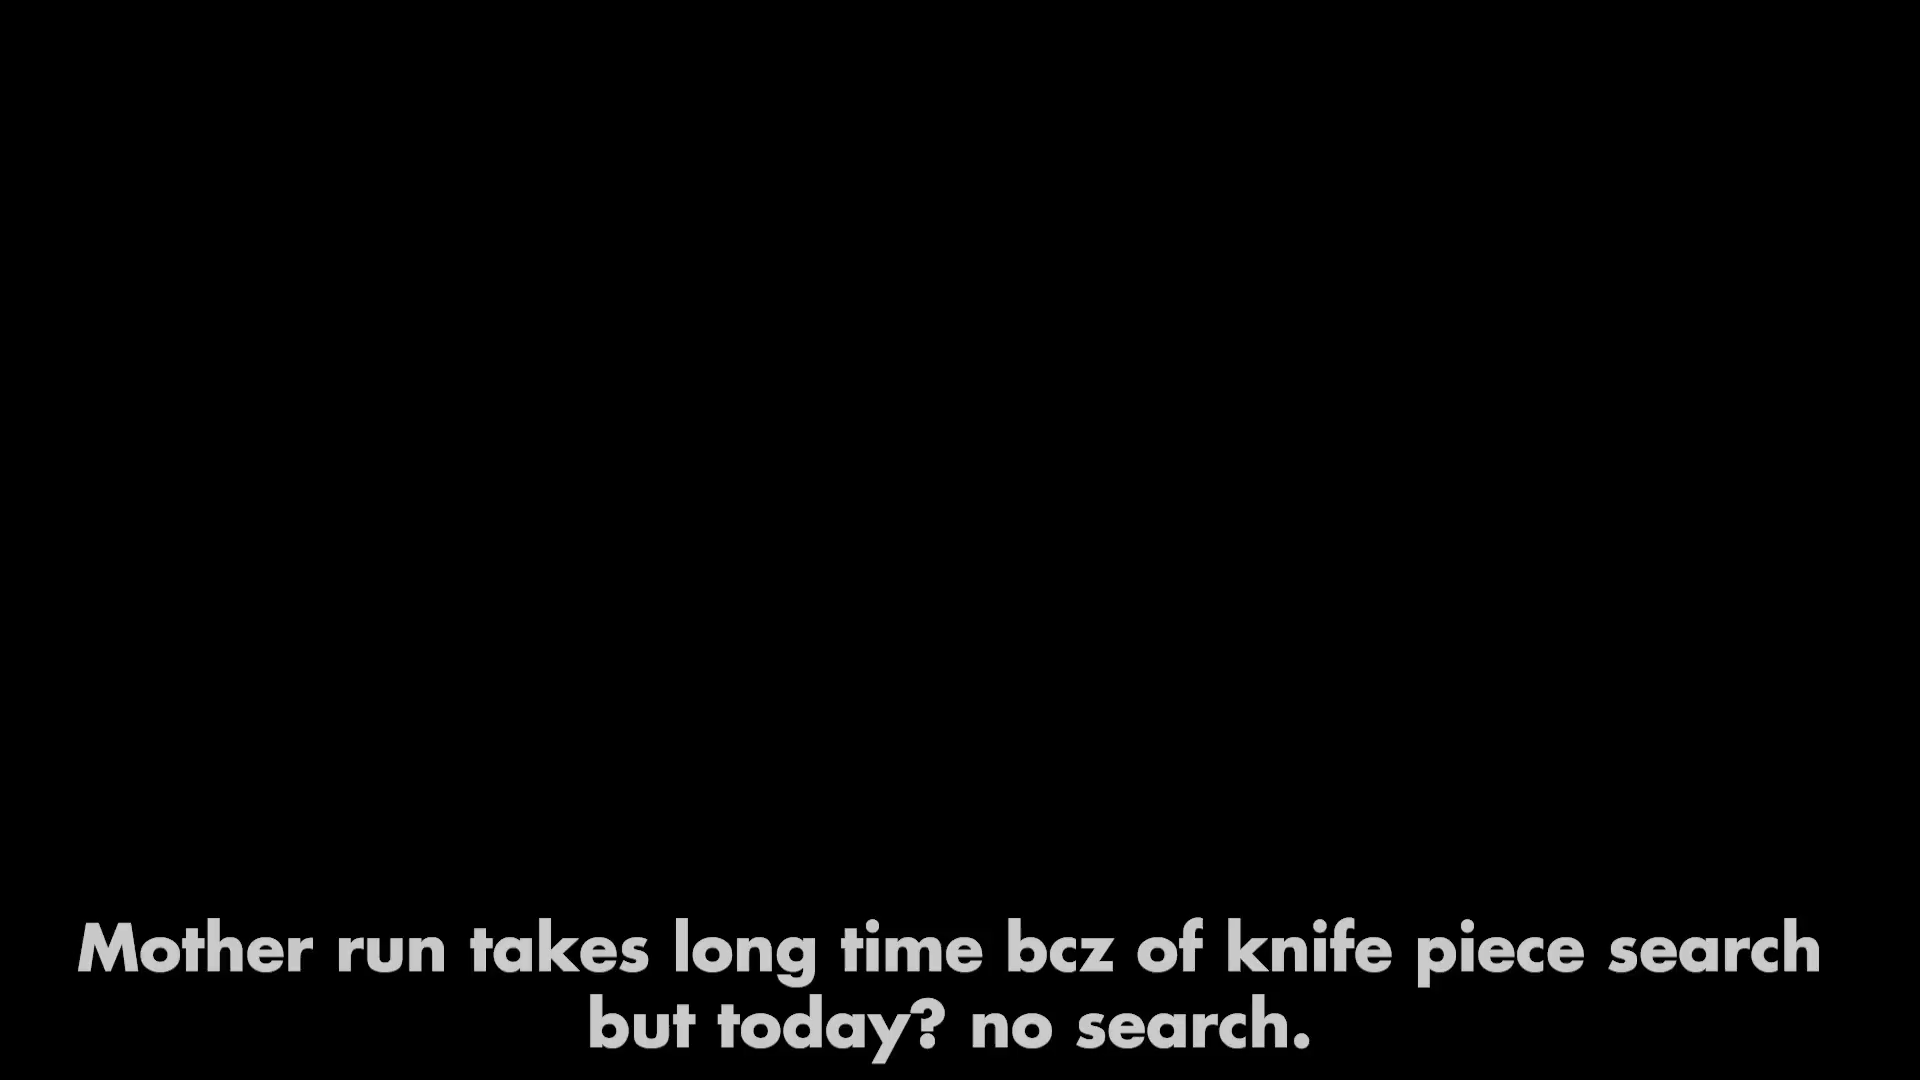 Mother run takes long time bcz of knife piece search
but today? no search.